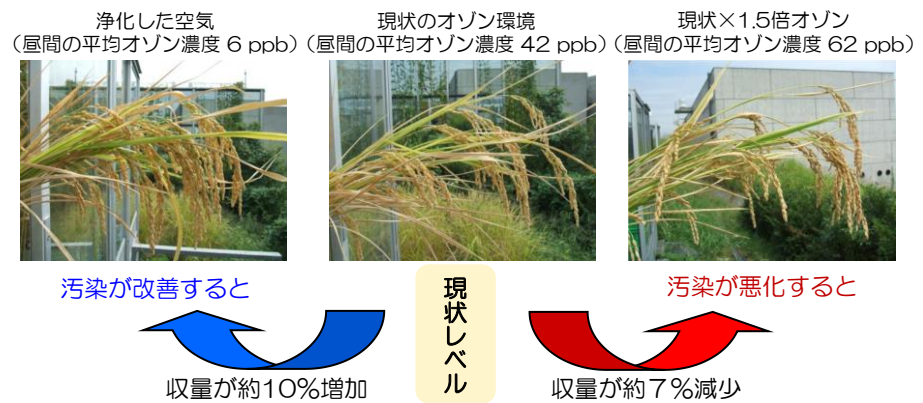 浄化した空気
(昼間の平均オゾン濃度 6 ppb)
現状のオゾン環境
(昼間の平均オゾン濃度 42 ppb)
現状×1.5倍オゾン
(昼間の平均オゾン濃度 62 ppb)
汚染が改善すると
現状レベル
汚染が悪化すると
収量が約10%増加
収量が約7%減少